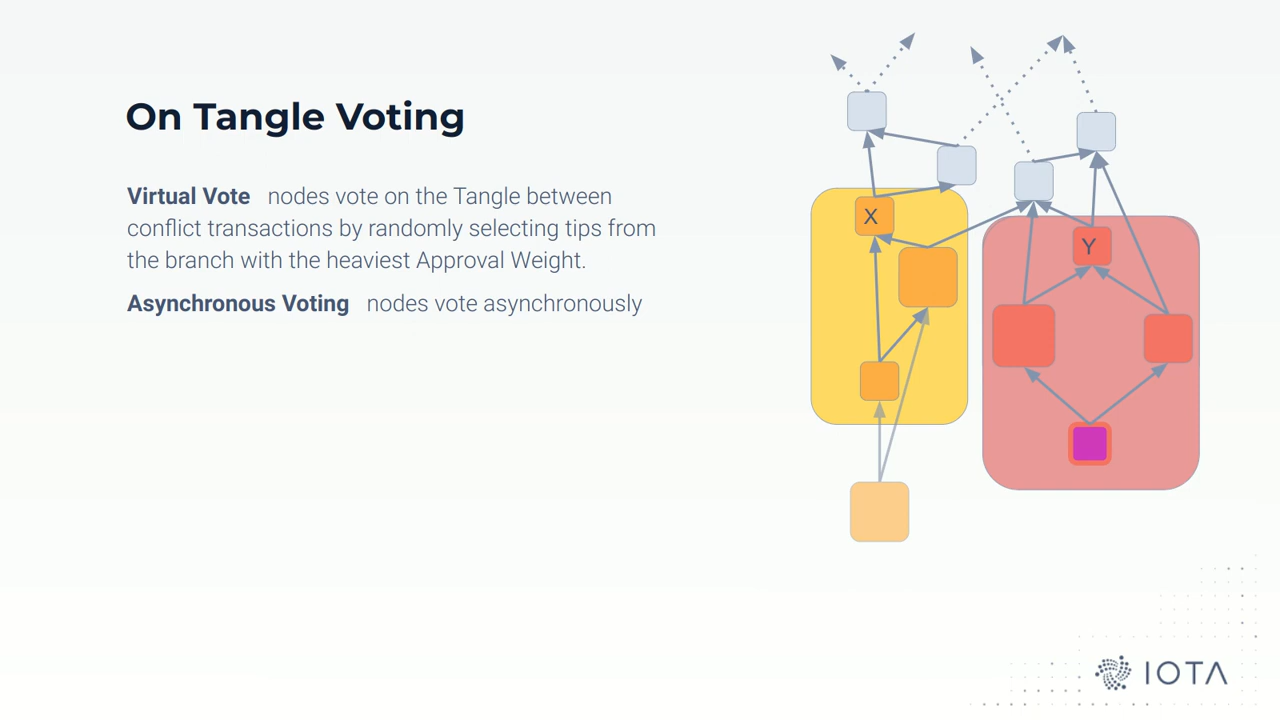 On Tangle Voting
Virtual Vote nodes vote on the Tangle between
conflict transactions by randomly selecting tips from
the branch with the heaviest Approval Weight.
Asynchronous Voting nodes vote asynchronously
X
Y
IOTA